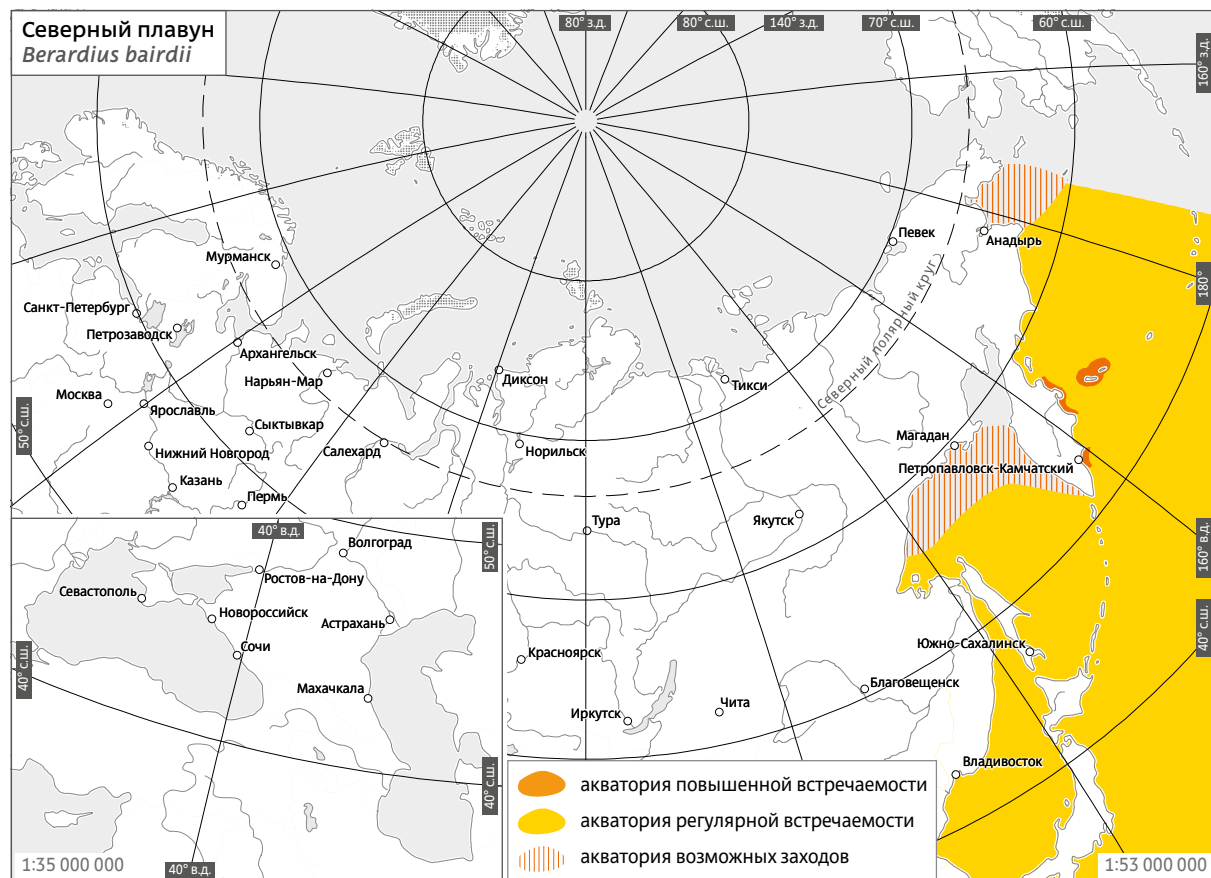 Северный плавун
Berardius bairdii
80° з.д.
80° с.ш.
140° з.д.
70° с.ш.
60° с.ш.
160° з.д.
180°
160° в.д.
40° с.ш.
50° с.ш.
Северный полярный круг
Певек
Анадырь
Мурманск
Санкт-Петербург
Петрозаводск
Архангельск
Нарьян-Мар
Диксон
Тикси
Москва
Ярославль
Сыктывкар
Салехард
Норильск
Магадан
Нижний Новгород
Петропавловск-Камчатский
Казань
Пермь
Тура
Якутск
40° в.д.
50° с.ш.
Волгоград
Ростов-на-Дону
Севастополь
Новороссийск
Астрахань
Сочи
Махачкала
40° с.ш.
40° с.ш.
40° в.д.
1:35 000 000
Красноярск
Южно-Сахалинск
Благовещенск
Иркутск
Чита
Владивосток
акватория повышенной встречаемости
акватория регулярной встречаемости
акватория возможных заходов
1:53 000 000